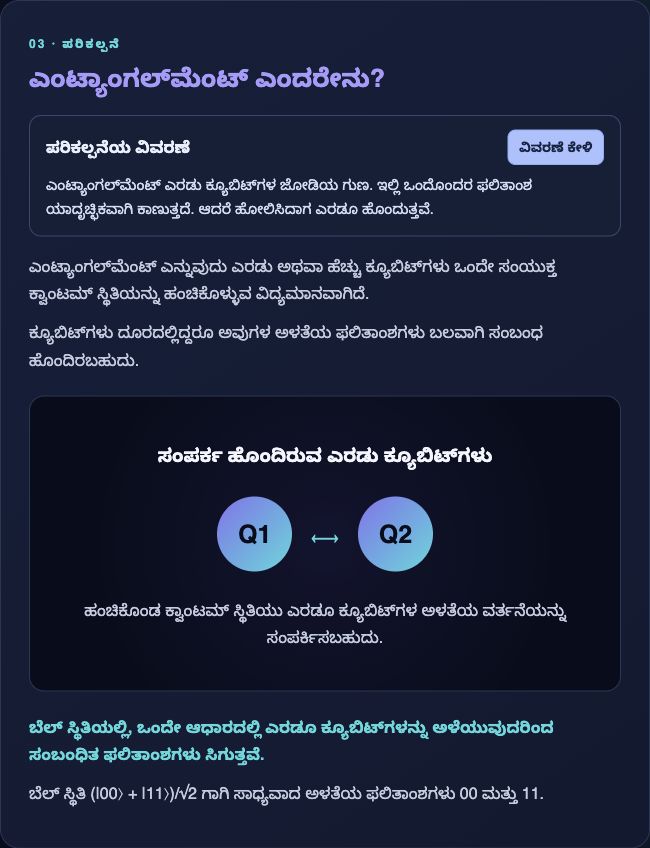 03 · ಪರಿಕಲ್ಪನೆ
ಎಂಟ್ಯಾಂಗಲ್‌ಮೆಂಟ್ ಎಂದರೇನು?
ಪರಿಕಲ್ಪನೆಯ ವಿವರಣೆ
ವಿವರಣೆ ಕೇಳಿ
ಎಂಟ್ಯಾಂಗಲ್‌ಮೆಂಟ್ ಎರಡು ಕ್ಯೂಬಿಟ್‌ಗಳ ಜೋಡಿಯ ಗುಣ. ಇಲ್ಲಿ ಒಂದೊಂದರ ಫಲಿತಾಂಶ
ಯಾದೃಚ್ಛಿಕವಾಗಿ ಕಾಣುತ್ತದೆ. ಆದರೆ ಹೋಲಿಸಿದಾಗ ಎರಡೂ ಹೊಂದುತ್ತವೆ.
ಎಂಟ್ಯಾಂಗಲ್‌ಮೆಂಟ್ ಎನ್ನುವುದು ಎರಡು ಅಥವಾ ಹೆಚ್ಚು ಕ್ಯೂಬಿಟ್‌ಗಳು ಒಂದೇ ಸಂಯುಕ್ತ
ಕ್ವಾಂಟಮ್ ಸ್ಥಿತಿಯನ್ನು ಹಂಚಿಕೊಳ್ಳುವ ವಿದ್ಯಮಾನವಾಗಿದೆ.
ಕ್ಯೂಬಿಟ್‌ಗಳು ದೂರದಲ್ಲಿದ್ದರೂ ಅವುಗಳ ಅಳತೆಯ ಫಲಿತಾಂಶಗಳು ಬಲವಾಗಿ ಸಂಬಂಧ
ಹೊಂದಿರಬಹುದು.
ಸಂಪರ್ಕ ಹೊಂದಿರುವ ಎರಡು ಕ್ಯೂಬಿಟ್‌ಗಳು
Q1 ⟷ Q2
ಹಂಚಿಕೊಂಡ ಕ್ವಾಂಟಮ್ ಸ್ಥಿತಿಯು ಎರಡೂ ಕ್ಯೂಬಿಟ್‌ಗಳ ಅಳತೆಯ ವರ್ತನೆಯನ್ನು
ಸಂಪರ್ಕಿಸಬಹುದು.
ಬೆಲ್ ಸ್ಥಿತಿಯಲ್ಲಿ, ಒಂದೇ ಆಧಾರದಲ್ಲಿ ಎರಡೂ ಕ್ಯೂಬಿಟ್‌ಗಳನ್ನು ಅಳೆಯುವುದರಿಂದ
ಸಂಬಂಧಿತ ಫಲಿತಾಂಶಗಳು ಸಿಗುತ್ತವೆ.
ಬೆಲ್ ಸ್ಥಿತಿ (|00⟩ + |11⟩)/√2 ಗಾಗಿ ಸಾಧ್ಯವಾದ ಅಳತೆಯ ಫಲಿತಾಂಶಗಳು 00 ಮತ್ತು 11.